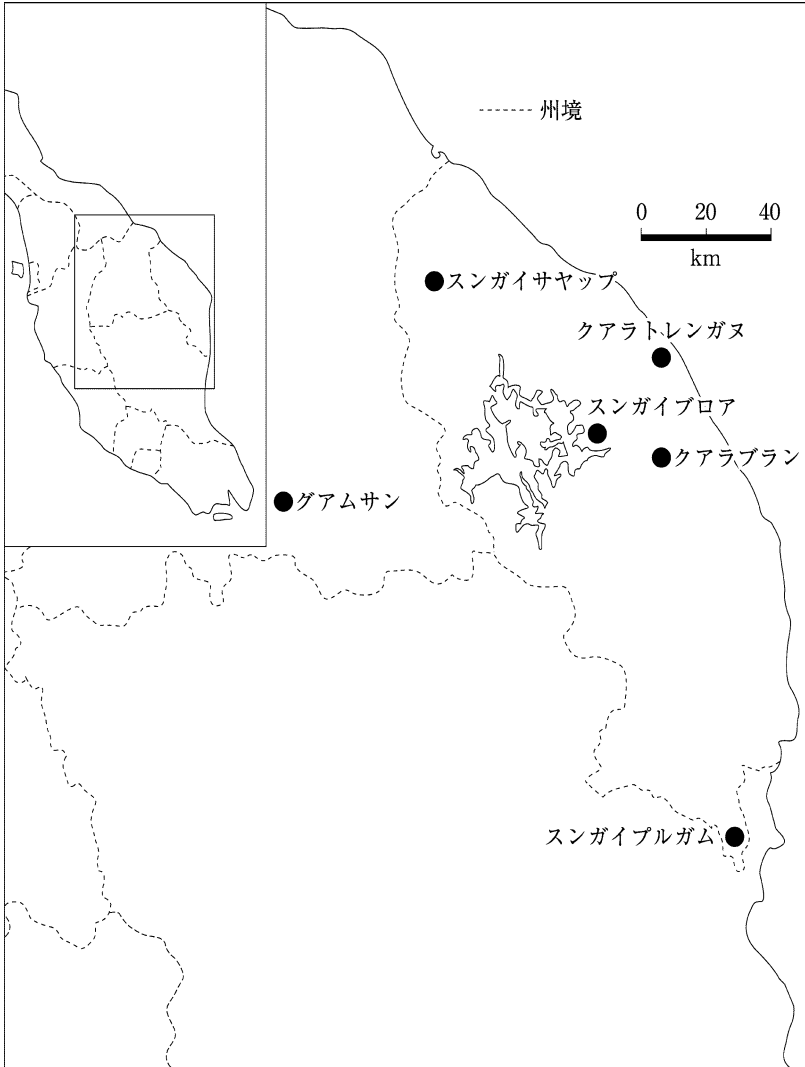 州境
0 20 40
km
スンガイサヤップ
クアラトレンガヌ
スンガイブロア
クアラブラン
グアムサン
スンガイプルガム